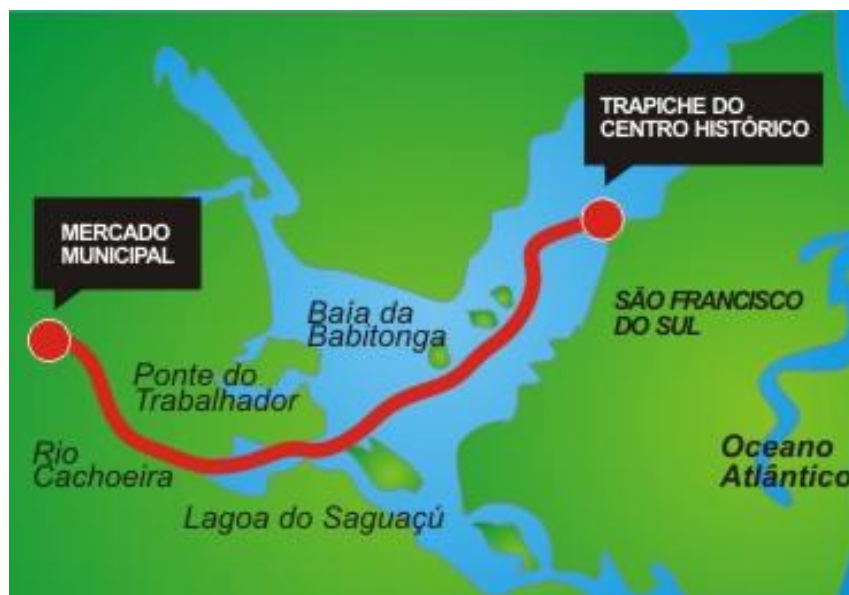 TRAPICHE DO
CENTRO HISTÓRICO
MERCADO
MUNICIPAL
SÃO FRANCISCO
DO SUL
Baía da
Babitonga
Ponte do
Trabalhador
Rio
Cachoeira
Oceano
Atlântico
Lagoa do Saguaçú